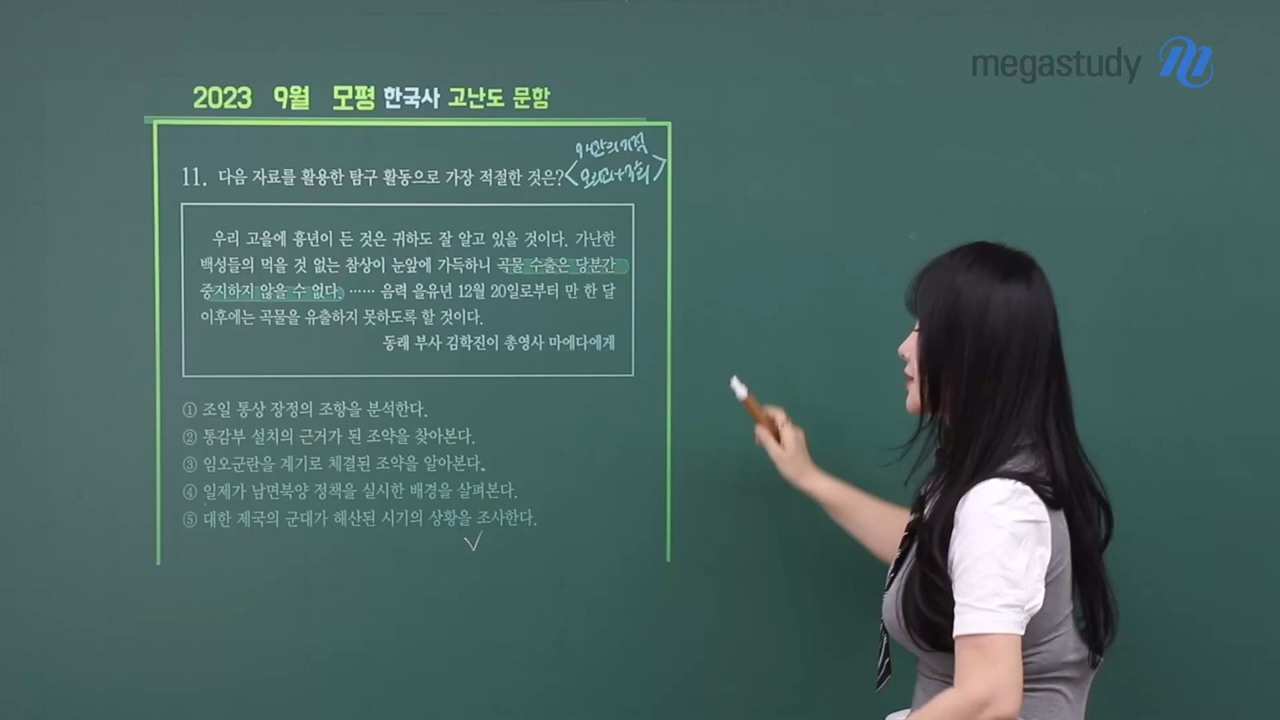 megastudy
2023 9월 모평 한국사 고난도 문항
11. 다음 자료를 활용한 탐구 활동으로 가장 적절한 것은?
우리 고을에 흉년이 든 것은 귀하도 잘 알고 있을 것이다. 가난한
백성들의 먹을 것 없는 참상이 눈앞에 가득하니 곡물 수출은 당분간
중지하지 않을 수 없다. …… 음력 을유년 12월 20일로부터 만 한 달
이후에는 곡물을 유출하지 못하도록 할 것이다.
동래 부사 김학진이 총영사 마에다에게
① 조일 통상 장정의 조항을 분석한다.
② 통감부 설치의 근거가 된 조약을 찾아본다.
③ 임오군란을 계기로 체결된 조약을 알아본다.
④ 일제가 남면북양 정책을 실시한 배경을 살펴본다.
⑤ 대한 제국의 군대가 해산된 시기의 상황을 조사한다.